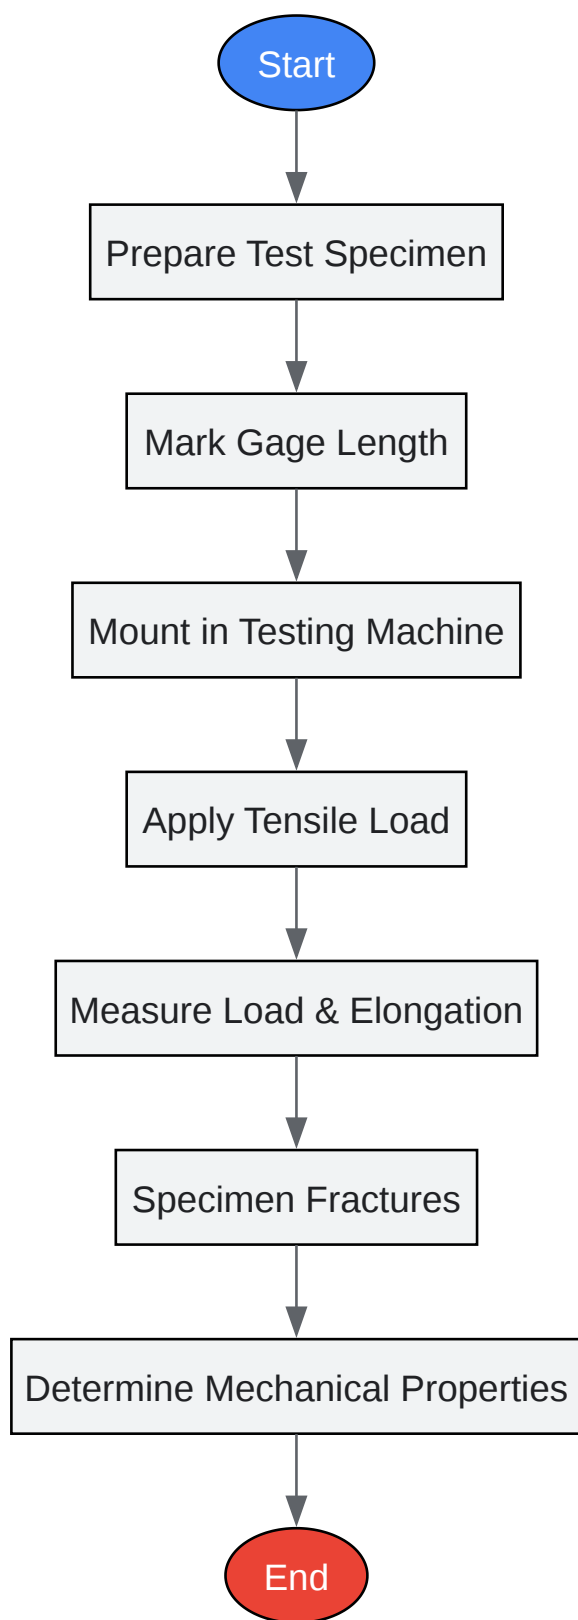 Start
Prepare Test Specimen
Mark Gage Length
Mount in Testing Machine
Apply Tensile Load
Measure Load & Elongation
Specimen Fractures
Determine Mechanical Properties
End